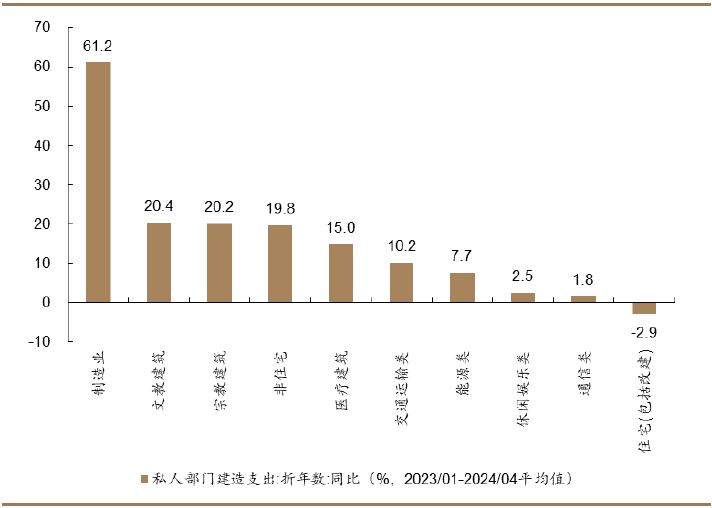 70
60
50
40
30
20
10
0
-10
61.2
20.4
20.2
19.8
15.0
10.2
7.7
2.5
1.8
-2.9
制造业
文教建筑
宗教建筑
非住宅
医疗建筑
交通运输类
能源类
休闲娱乐类
通信类
住宅(包括改建)
私人部门建造支出:折年数:同比（%，2023/01-2024/04平均值）